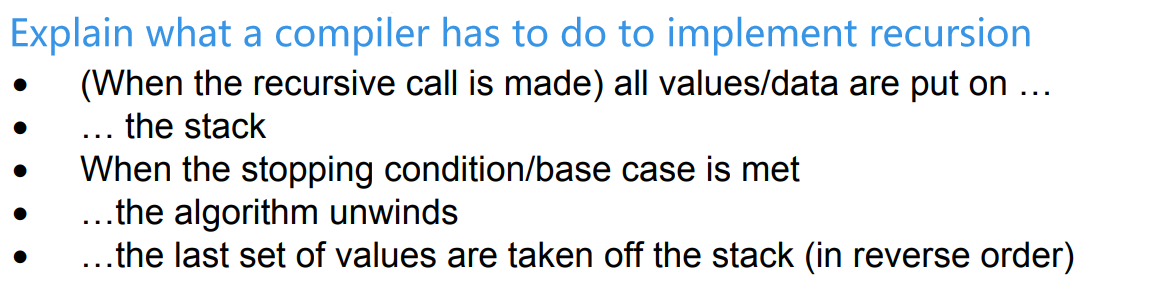 Explain what a compiler has to do to implement recursion
• (When the recursive call is made) all values/data are put on …
• … the stack
• When the stopping condition/base case is met
• …the algorithm unwinds
• …the last set of values are taken off the stack (in reverse order)